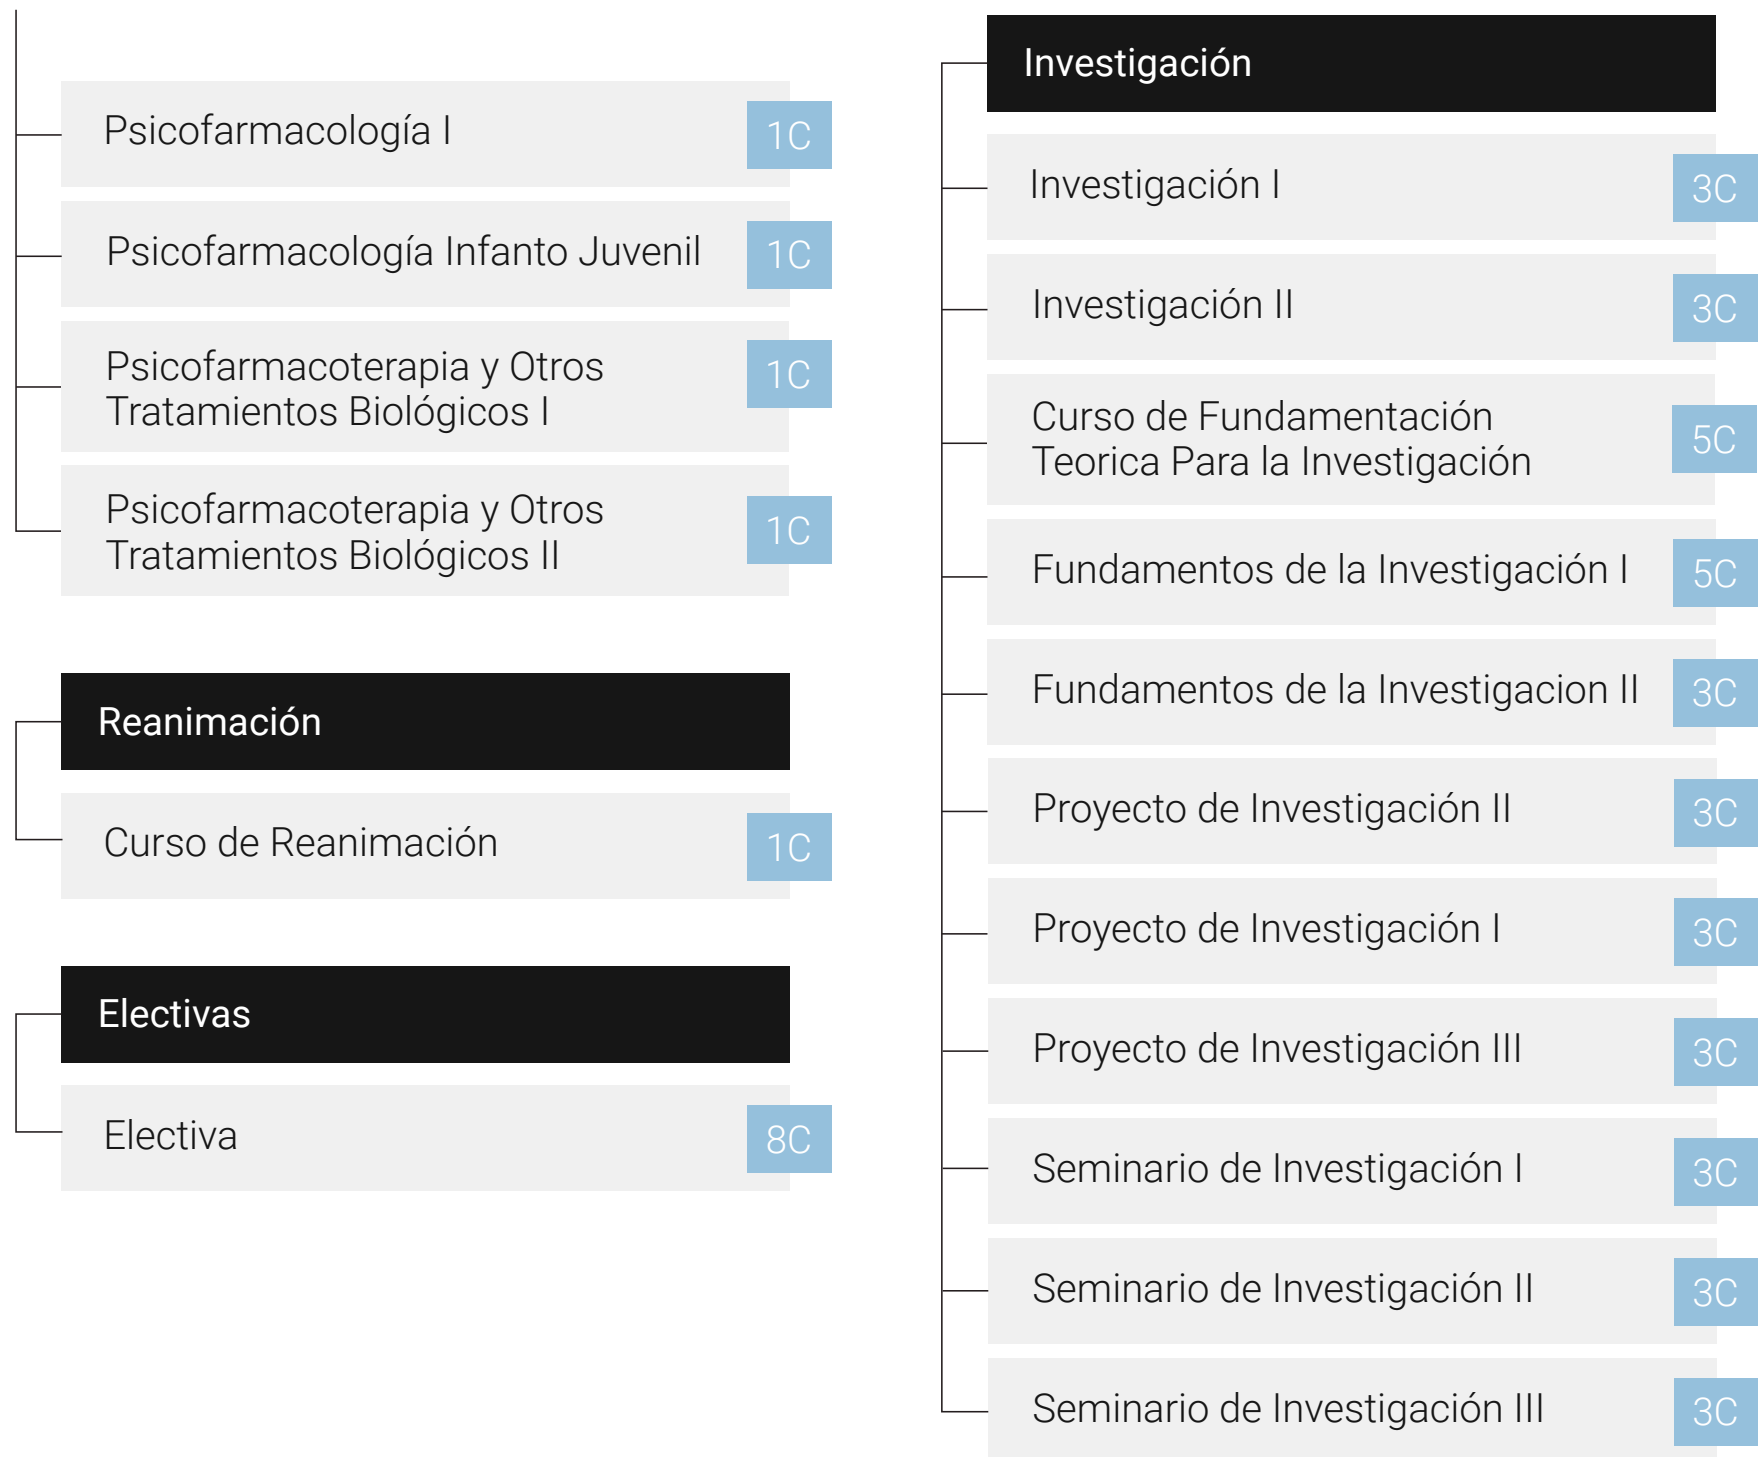 Psicofarmacología I
1C
Psicofarmacología Infanto Juvenil
1C
Psicofarmacoterapia y Otros
Tratamientos Biológicos I
1C
Psicofarmacoterapia y Otros
Tratamientos Biológicos II
1C
Reanimación
Curso de Reanimación
1C
Electivas
Electiva
8C
Investigación
Investigación I
3C
Investigación II
3C
Curso de Fundamentación
Teorica Para la Investigación
5C
Fundamentos de la Investigación I
5C
Fundamentos de la Investigacion II
3C
Proyecto de Investigación II
3C
Proyecto de Investigación I
3C
Proyecto de Investigación III
3C
Seminario de Investigación I
3C
Seminario de Investigación II
3C
Seminario de Investigación III
3C